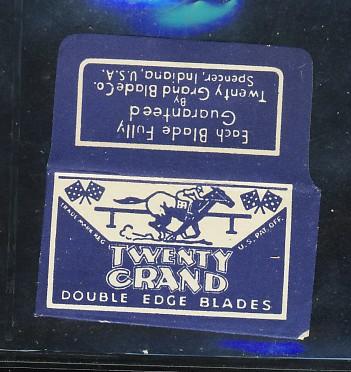 Each Blade Fully
Guaranteed
By
Twenty Grand Blade Co.
Spencer, Indiana, U.S.A.
TRADE MARK REG. U.S. PAT. OFF.
TWENTY
GRAND
DOUBLE EDGE BLADES